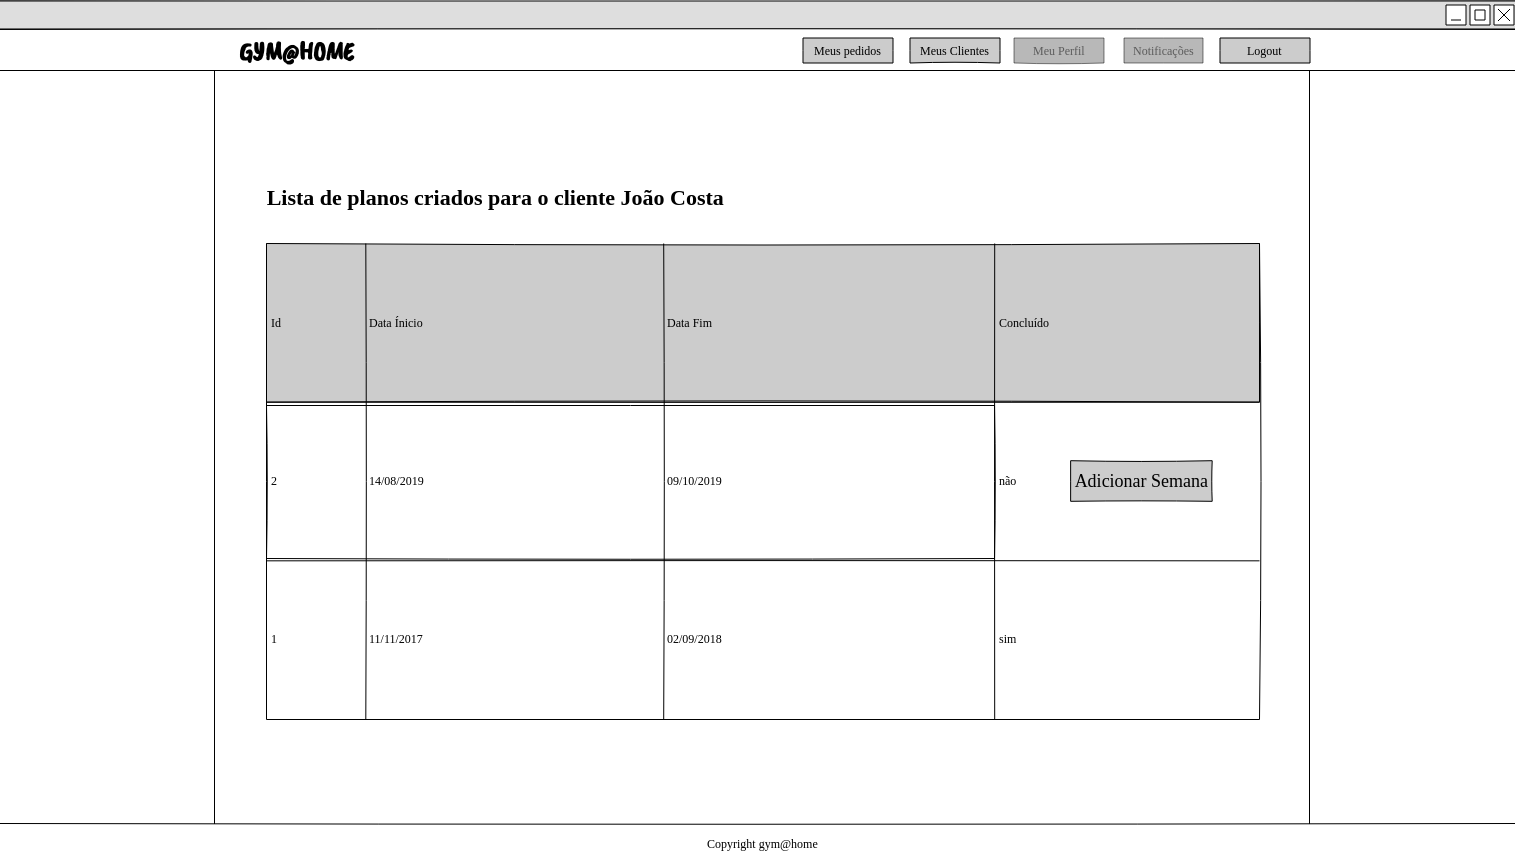 GYM@HOME
Meus pedidos
Meus Clientes
Meu Perfil
Notificações
Logout
Lista de planos criados para o cliente João Costa
Id
Data Ínicio
Data Fim
Concluído
2
14/08/2019
09/10/2019
não
Adicionar Semana
1
11/11/2017
02/09/2018
sim
Copyright gym@home